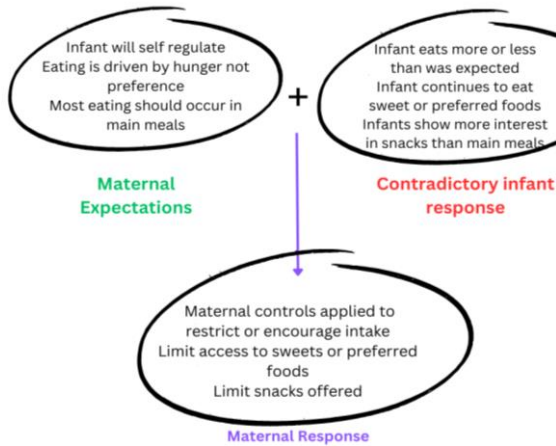 Infant will self regulate
Eating is driven by hunger not
preference
Most eating should occur in
main meals
+
Infant eats more or less
than was expected
Infant continues to eat
sweet or preferred foods
Infants show more interest
in snacks than main meals
Maternal
Expectations
Contradictory infant
response
Maternal controls applied to
restrict or encourage intake
Limit access to sweets or preferred
foods
Limit snacks offered
Maternal Response